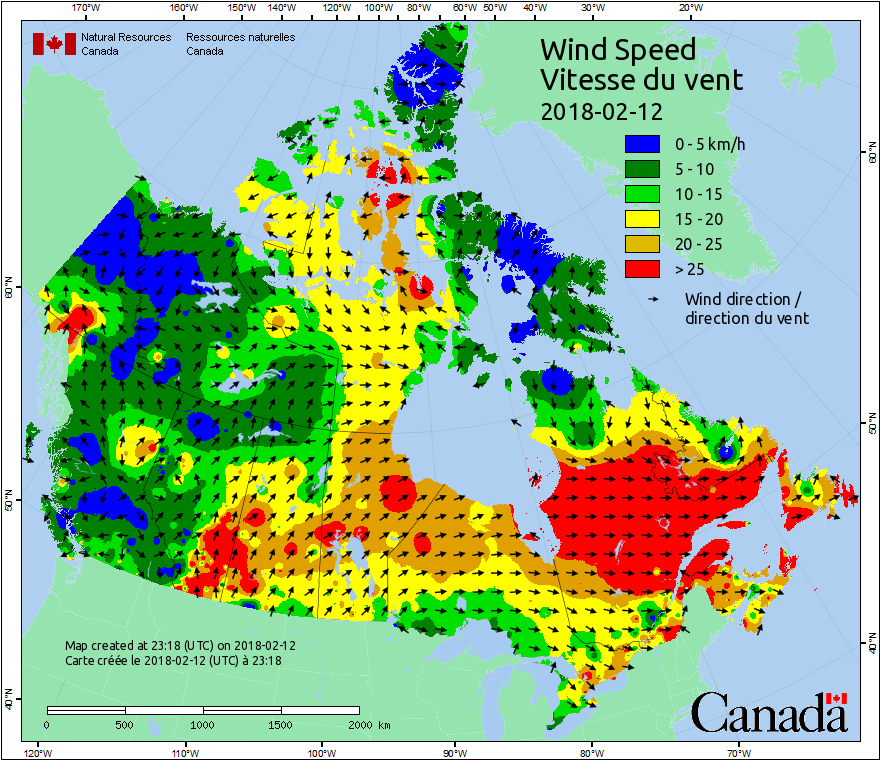 170°W 160°W 150°W 140°W 130°W 120°W 110°W 100°W 90°W 80°W 70°W 60°W 50°W 40°W 30°W 20°W
Natural Resources Canada
Ressources naturelles Canada
Wind Speed
Vitesse du vent
2018-02-12
0 - 5 km/h
5 - 10
10 - 15
15 - 20
20 - 25
> 25
Wind direction /
direction du vent
60°N
50°N
40°N
60°N
50°N
40°N
Map created at 23:18 (UTC) on 2018-02-12
Carte créée le 2018-02-12 (UTC) à 23:18
0 500 1000 1500 2000 km
Canada
120°W 110°W 100°W 90°W 80°W 70°W